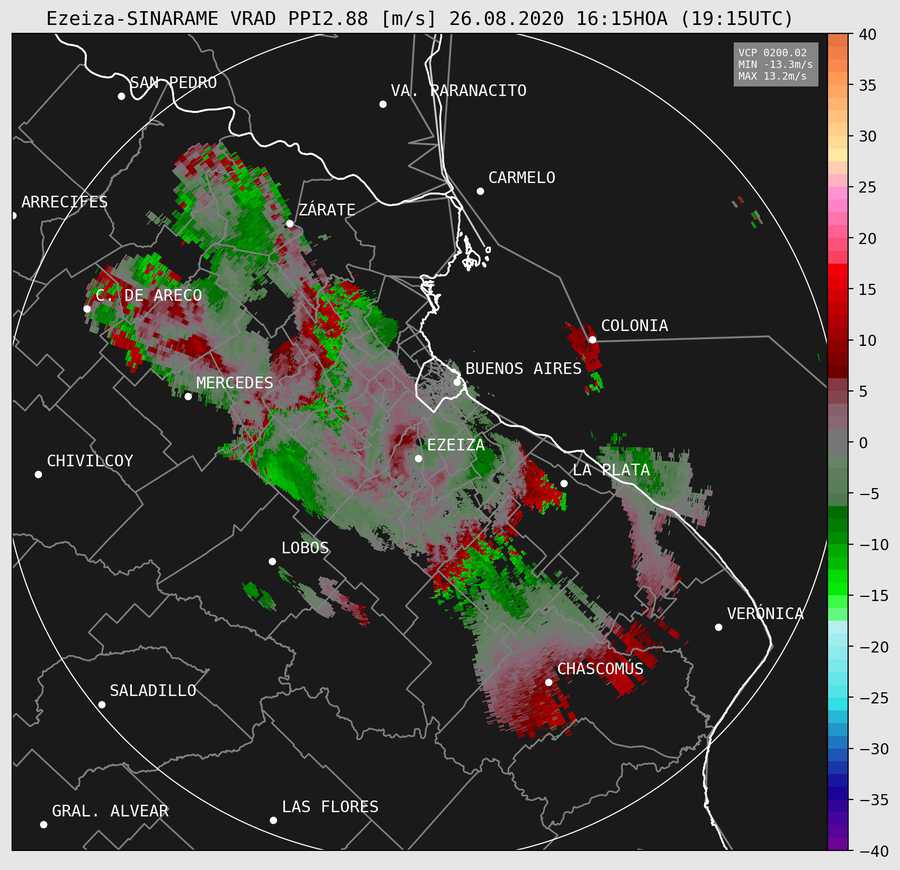 Ezeiza-SINARAME VRAD PPI2.88 [m/s] 26.08.2020 16:15HOA (19:15UTC)
VCP 0200.02
MIN -13.3m/s
MAX 13.2m/s
SAN PEDRO
VA. PARANACITO
CARMELO
ARRECIFES
ZÁRATE
C. DE ARECO
COLONIA
BUENOS AIRES
MERCEDES
EZEIZA
CHIVILCOY
LA PLATA
LOBOS
VERÓNICA
CHASCOMÚS
SALADILLO
LAS FLORES
GRAL. ALVEAR
40
35
30
25
20
15
10
5
0
−5
−10
−15
−20
−25
−30
−35
−40